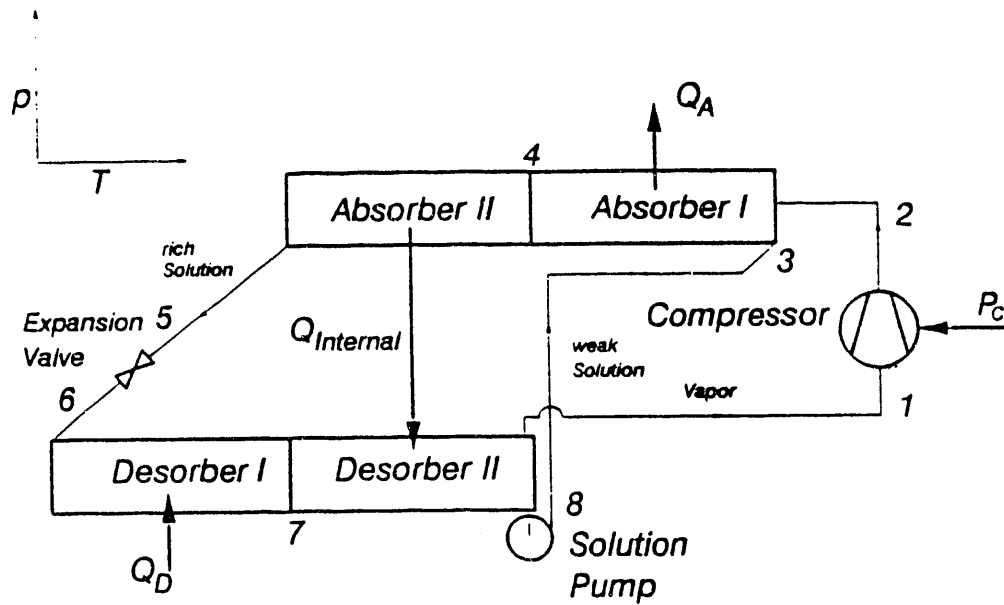 p
T
Q_A
4
Absorber II
Absorber I
2
3
rich
Solution
5
Expansion
Valve
6
Q_Internal
weak
Solution
Compressor
P_C
Vapor
1
Desorber I
Desorber II
7
8
Q_D
Solution
Pump